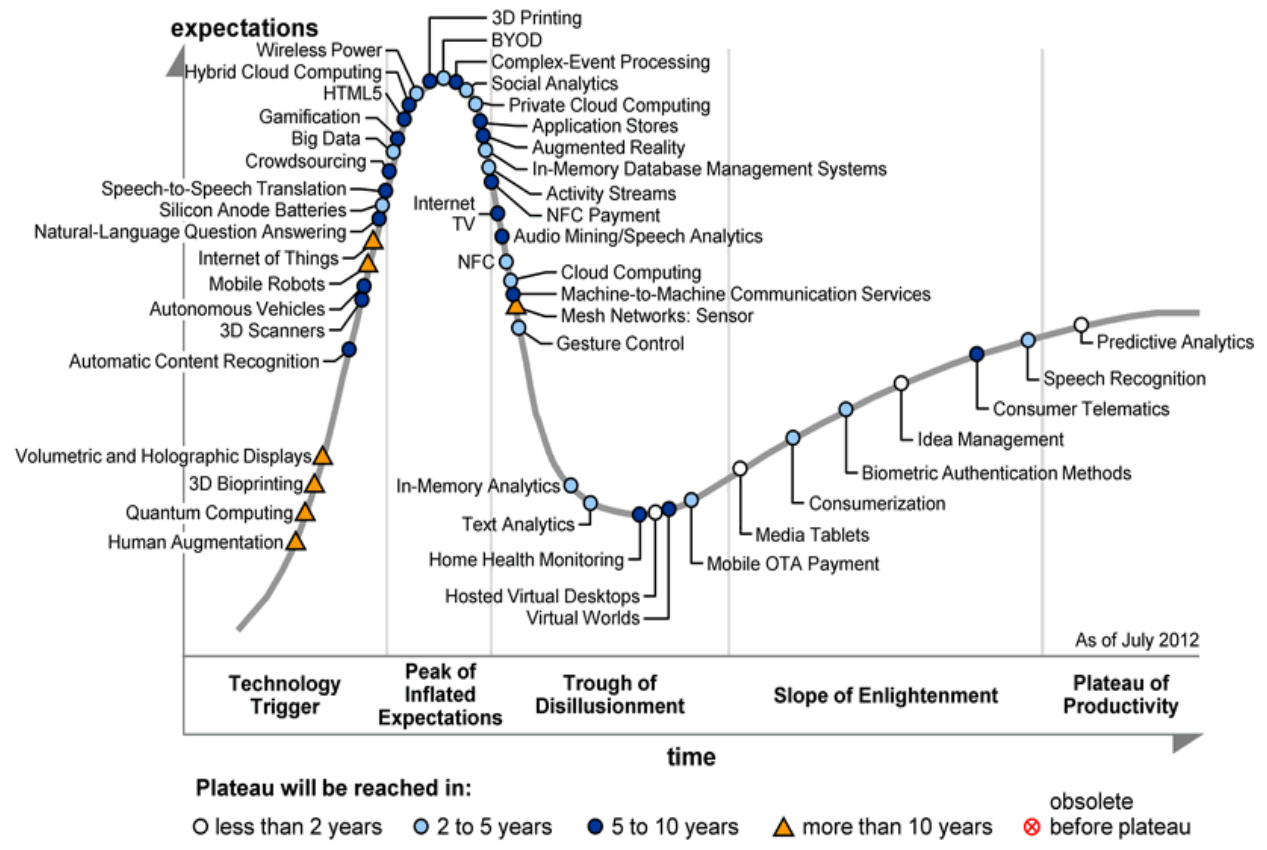 expectations
Wireless Power
Hybrid Cloud Computing
HTML5
Gamification
Big Data
Crowdsourcing
Speech-to-Speech Translation
Silicon Anode Batteries
Natural-Language Question Answering
Internet of Things
Mobile Robots
Autonomous Vehicles
3D Scanners
Automatic Content Recognition
Volumetric and Holographic Displays
3D Bioprinting
Quantum Computing
Human Augmentation
3D Printing
BYOD
Complex-Event Processing
Social Analytics
Private Cloud Computing
Application Stores
Augmented Reality
In-Memory Database Management Systems
Activity Streams
NFC Payment
Internet
TV
Audio Mining/Speech Analytics
NFC
Cloud Computing
Machine-to-Machine Communication Services
Mesh Networks: Sensor
Gesture Control
In-Memory Analytics
Text Analytics
Home Health Monitoring
Hosted Virtual Desktops
Virtual Worlds
Mobile OTA Payment
Media Tablets
Consumerization
Biometric Authentication Methods
Idea Management
Consumer Telematics
Speech Recognition
Predictive Analytics
As of July 2012
Technology
Trigger
Peak of
Inflated
Expectations
Trough of
Disillusionment
Slope of Enlightenment
Plateau of
Productivity
time
Plateau will be reached in:
less than 2 years
2 to 5 years
5 to 10 years
more than 10 years
obsolete
before plateau